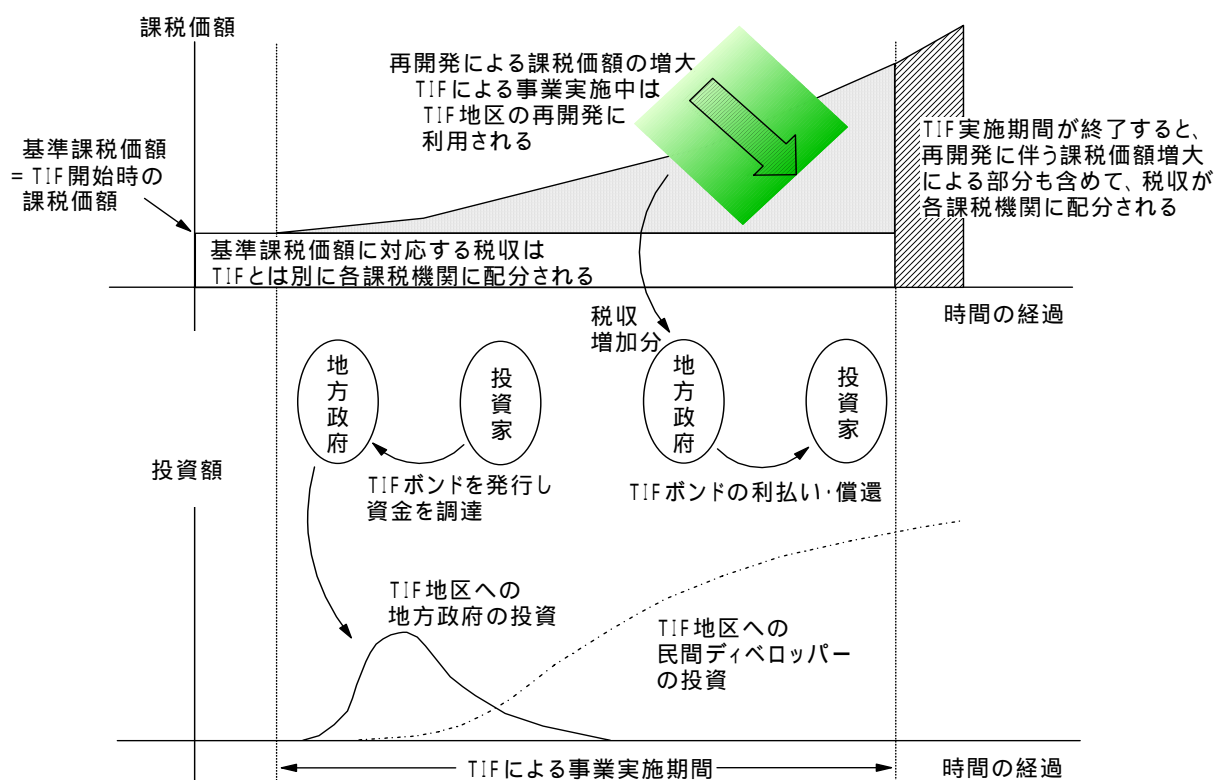 課税価額
再開発による課税価額の増大
TIFによる事業実施中は
TIF地区の再開発に
利用される
基準課税価額
=TIF開始時の
課税価額
TIF実施期間が終了すると、
再開発に伴う課税価額増大
による部分も含めて、税収が
各課税機関に配分される
基準課税価額に対応する税収は
TIFとは別に各課税機関に配分される
時間の経過
税収
増加分
地方政府
投資家
地方政府
投資家
投資額
TIFボンドを発行し
資金を調達
TIFボンドの利払い・償還
TIF地区への
地方政府の投資
TIF地区への
民間ディベロッパー
の投資
TIFによる事業実施期間
時間の経過